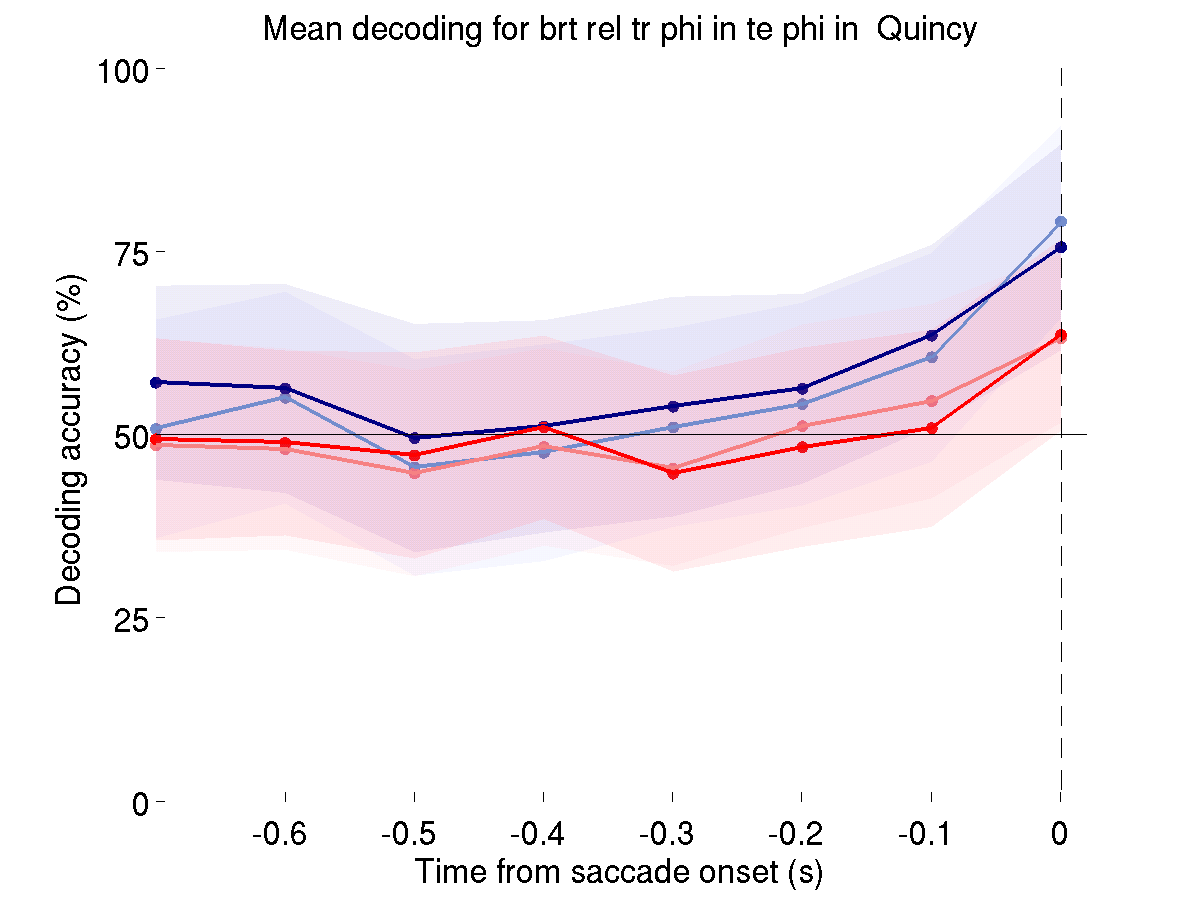 Mean decoding for brt rel tr phi in te phi in  Quincy
100
75
50
25
0
Decoding accuracy (%)
-0.6 -0.5 -0.4 -0.3 -0.2 -0.1 0
Time from saccade onset (s)